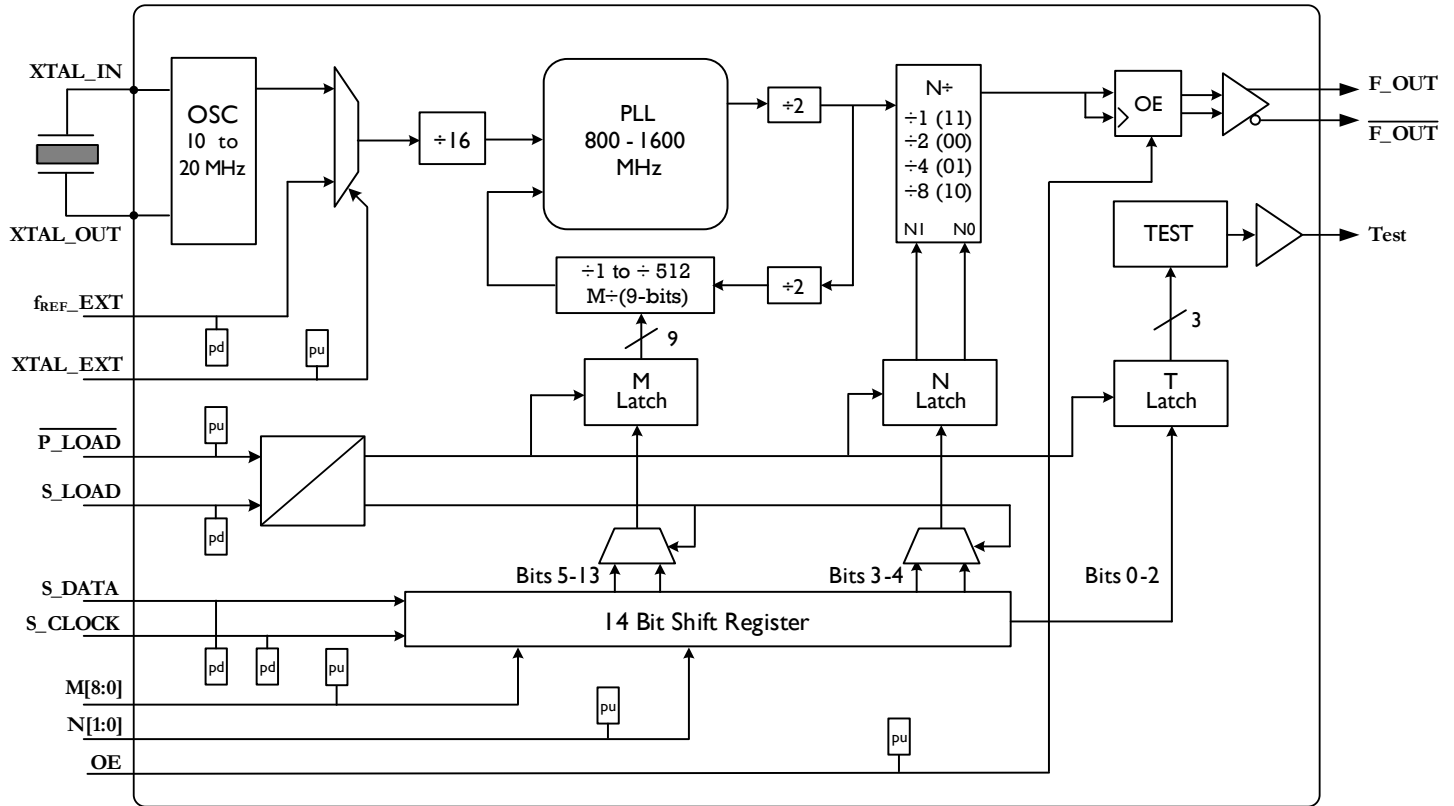 XTAL_IN
XTAL_OUT
fREF_EXT
XTAL_EXT
P_LOAD
S_LOAD
S_DATA
S_CLOCK
M[8:0]
N[1:0]
OE
OSC
10 to
20 MHz
÷16
PLL
800 - 1600
MHz
÷2
N÷
÷1 (11)
÷2 (00)
÷4 (01)
÷8 (10)
N1 N0
OE
F_OUT
F_OUT
TEST
Test
÷1 to ÷ 512
M÷(9-bits)
÷2
9
3
M
Latch
N
Latch
T
Latch
pd
pu
pu
pd
Bits 5-13
Bits 3-4
Bits 0-2
14 Bit Shift Register
pd
pd
pu
pu
pu